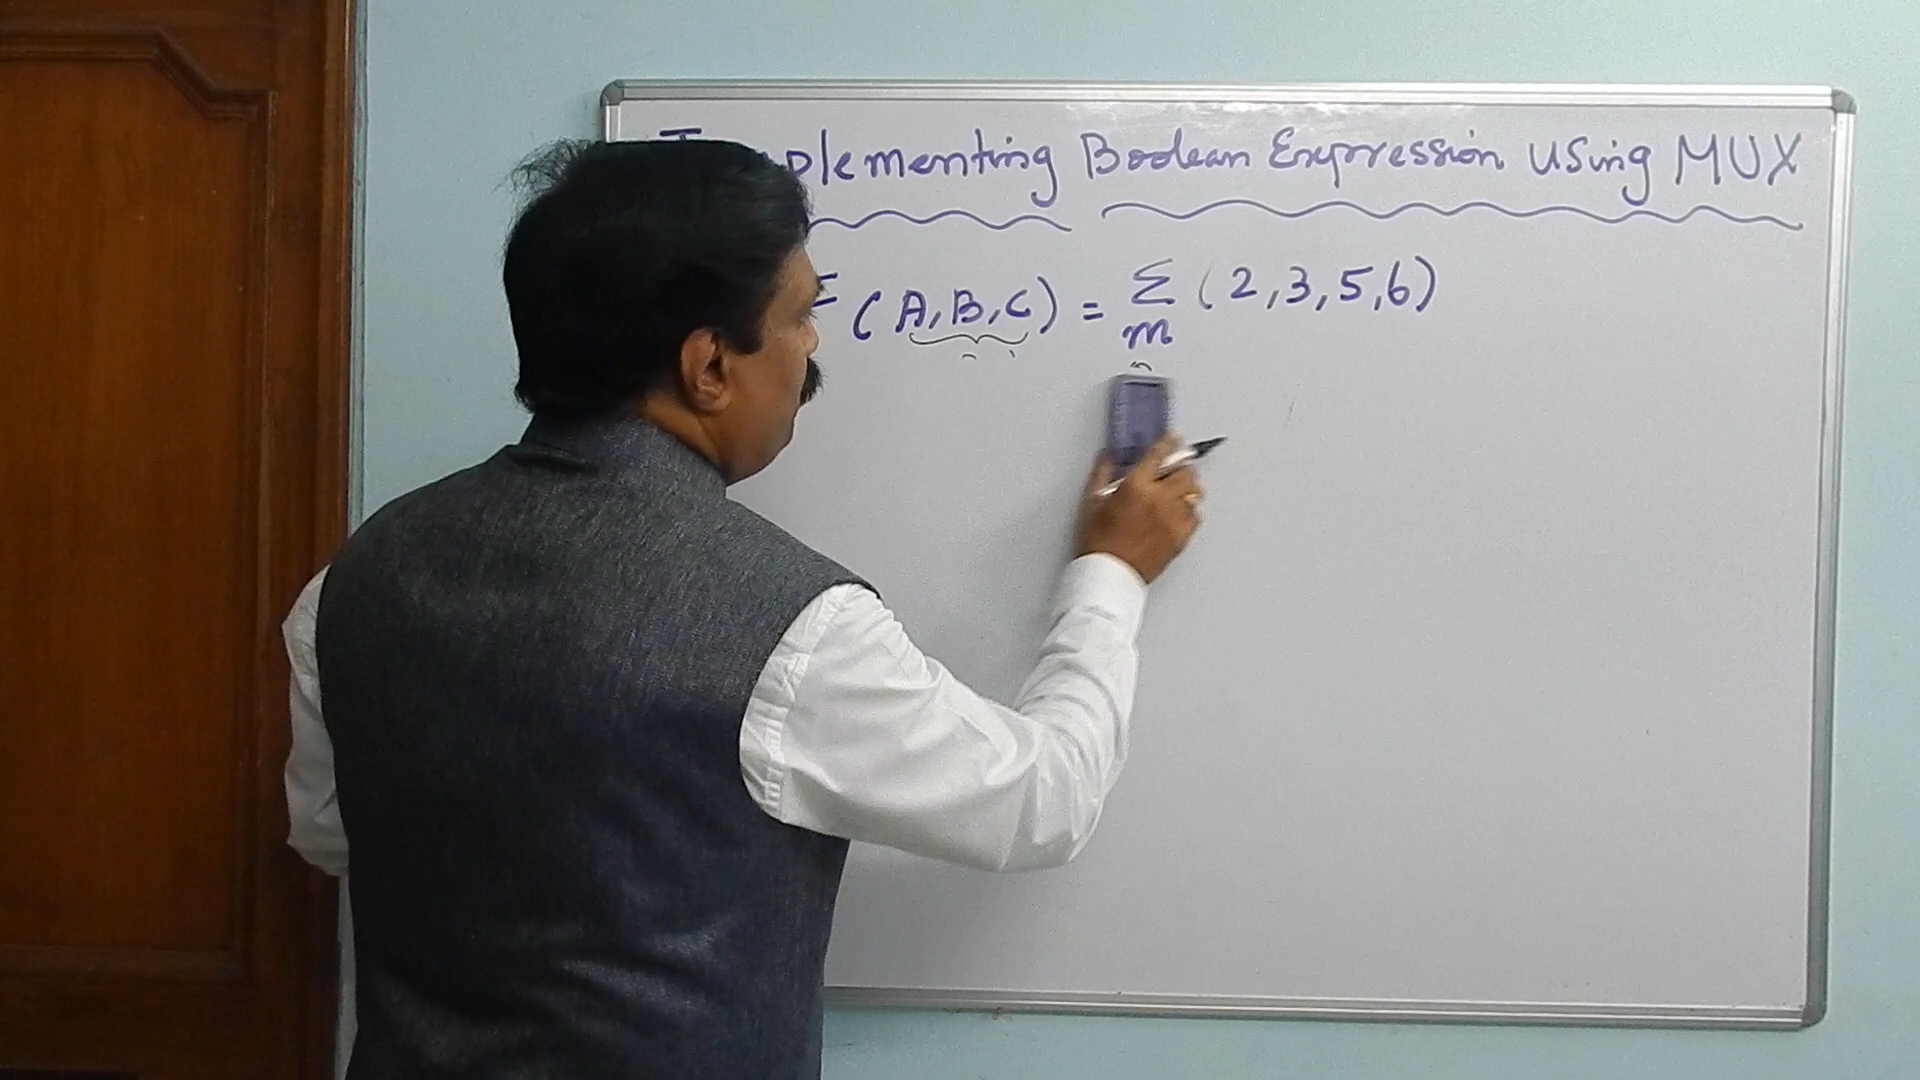 Implementing Boolean Expression using MUX
F (A,B,C) = Σ (2,3,5,6)
m